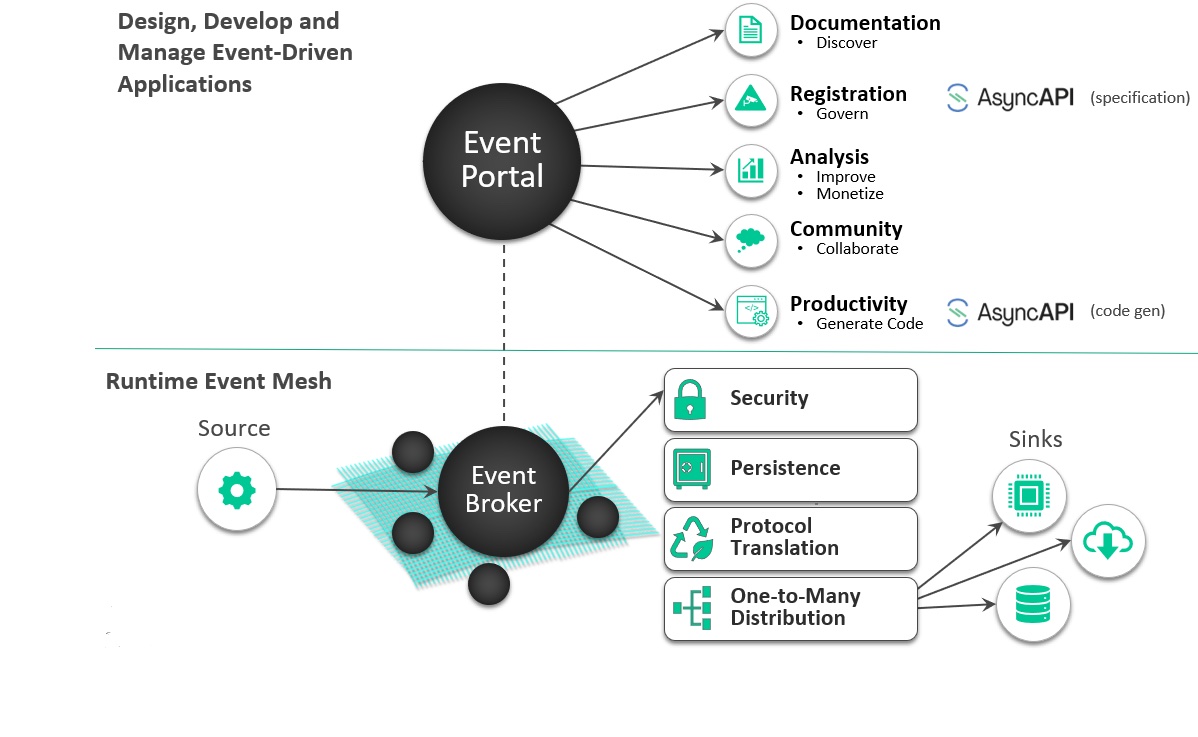 Design, Develop and
Manage Event-Driven
Applications
Event
Portal
Documentation
• Discover
Registration
• Govern
AsyncAPI (specification)
Analysis
• Improve
• Monetize
Community
• Collaborate
Productivity
• Generate Code
AsyncAPI (code gen)
Runtime Event Mesh
Source
Event
Broker
Security
Persistence
Protocol
Translation
One-to-Many
Distribution
Sinks